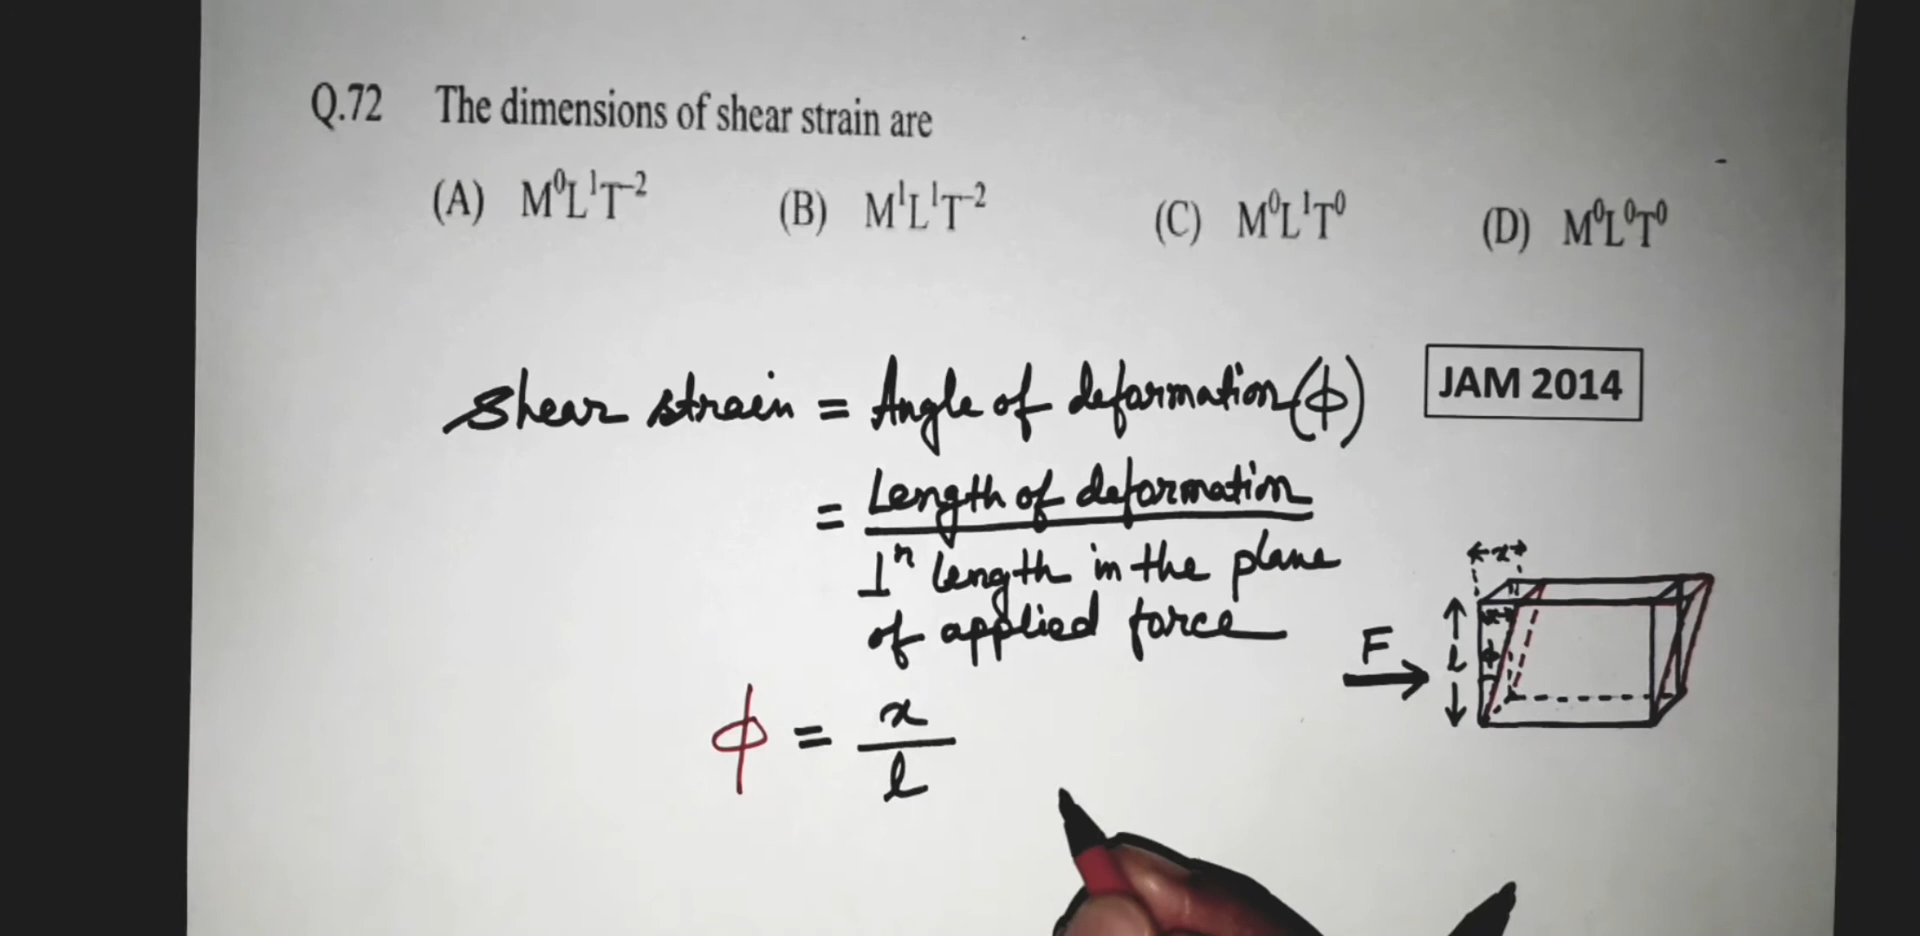 Q.72 The dimensions of shear strain are
(A) M⁰L¹T⁻² (B) M¹L¹T⁻² (C) M⁰L¹T⁰ (D) M⁰L⁰T⁰
Shear strain = Angle of deformation (ϕ)
JAM 2014
= Length of deformation
⊥ʳ length in the plane
of applied force
ϕ = x
l
x
x
F
l
ϕ